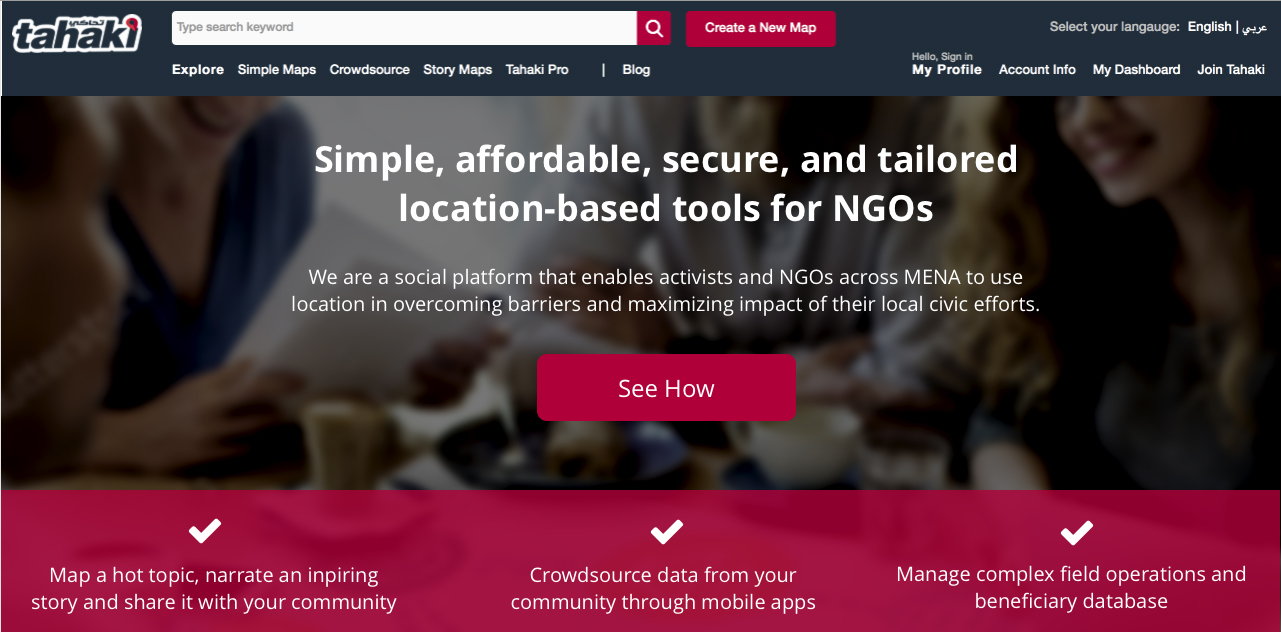 تحاكي
tahaki
Type search keyword
Create a New Map
Select your langauge: English | عربي
Explore Simple Maps Crowdsource Story Maps Tahaki Pro | Blog
Hello, Sign in
My Profile Account Info My Dashboard Join Tahaki
Simple, affordable, secure, and tailored
location-based tools for NGOs
We are a social platform that enables activists and NGOs across MENA to use
location in overcoming barriers and maximizing impact of their local civic efforts.
See How
Map a hot topic, narrate an inpiring
story and share it with your community
Crowdsource data from your
community through mobile apps
Manage complex field operations and
beneficiary database